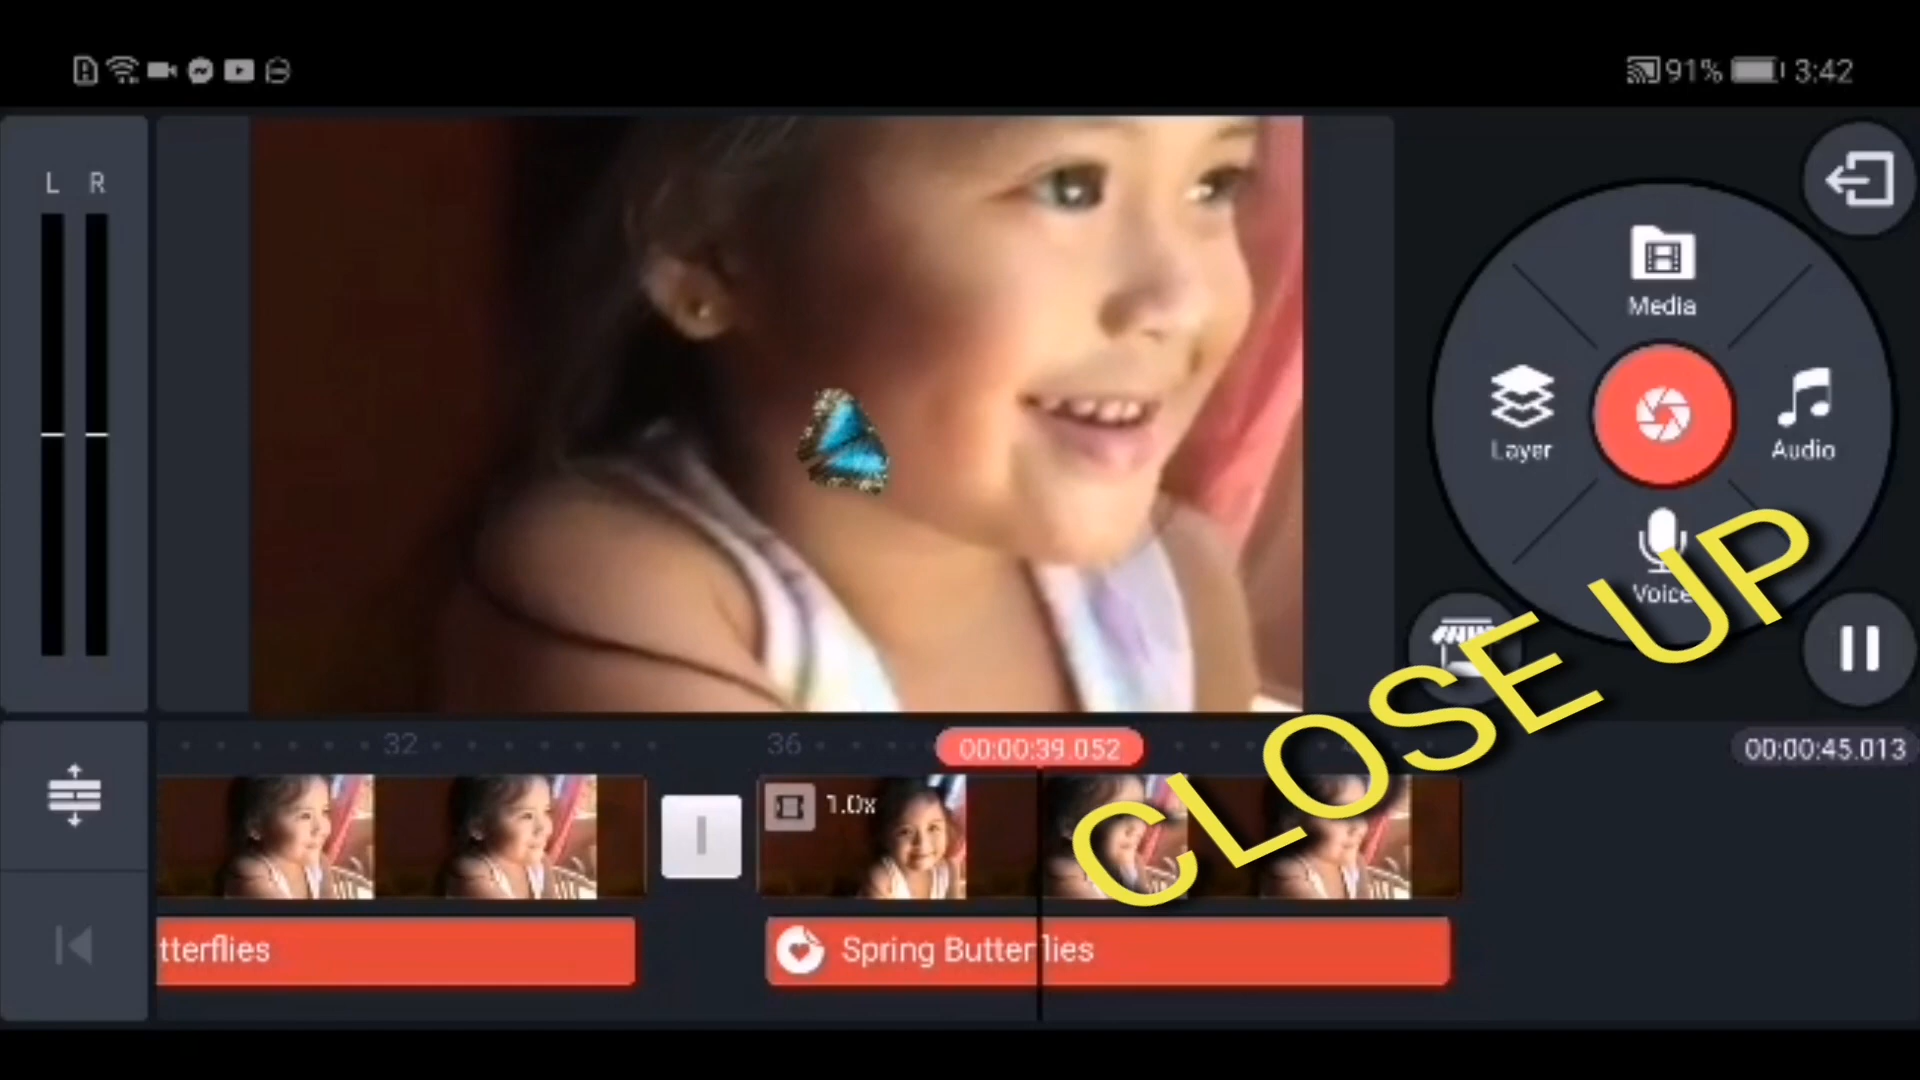 91% 3:42
L R
Media
Layer
Audio
Voice
CLOSE UP
32
36
00:00:39.052
00:00:45.013
1.0x
tterflies
Spring Butterflies